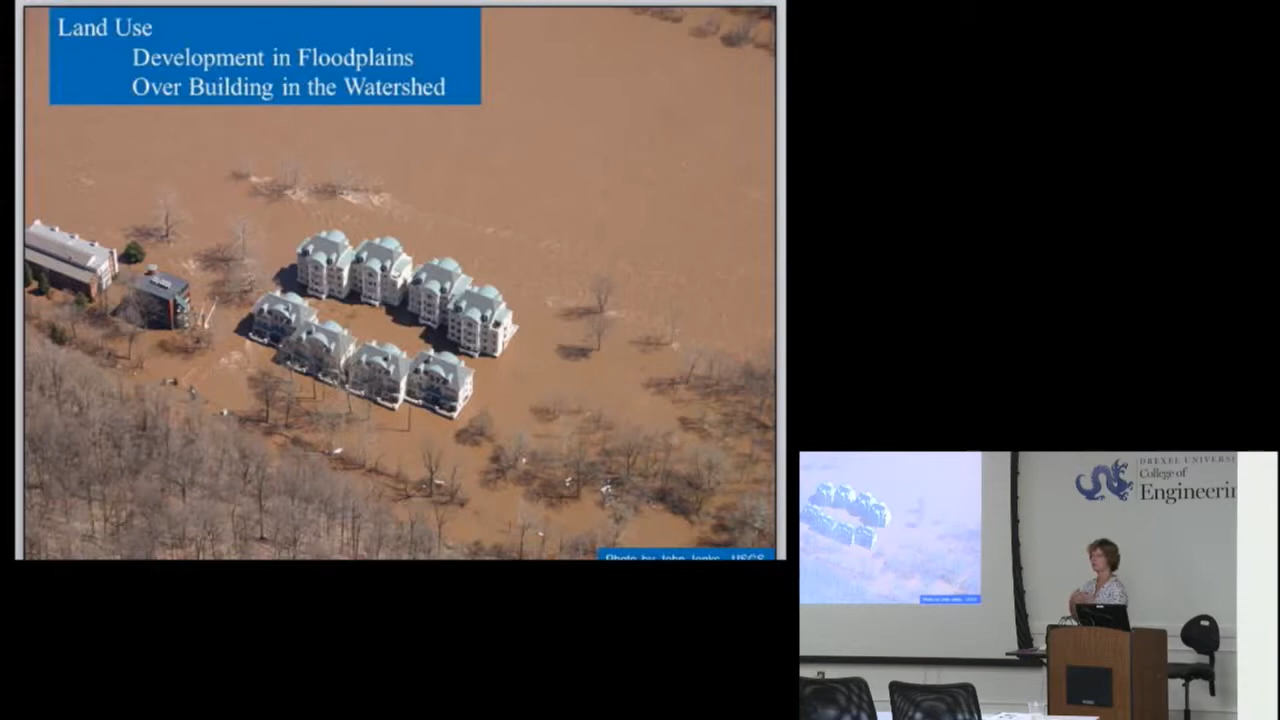 Land Use
Development in Floodplains
Over Building in the Watershed
Photo by John Jenks - USGS
DREXEL UNIVERSI
College of
Engineerin